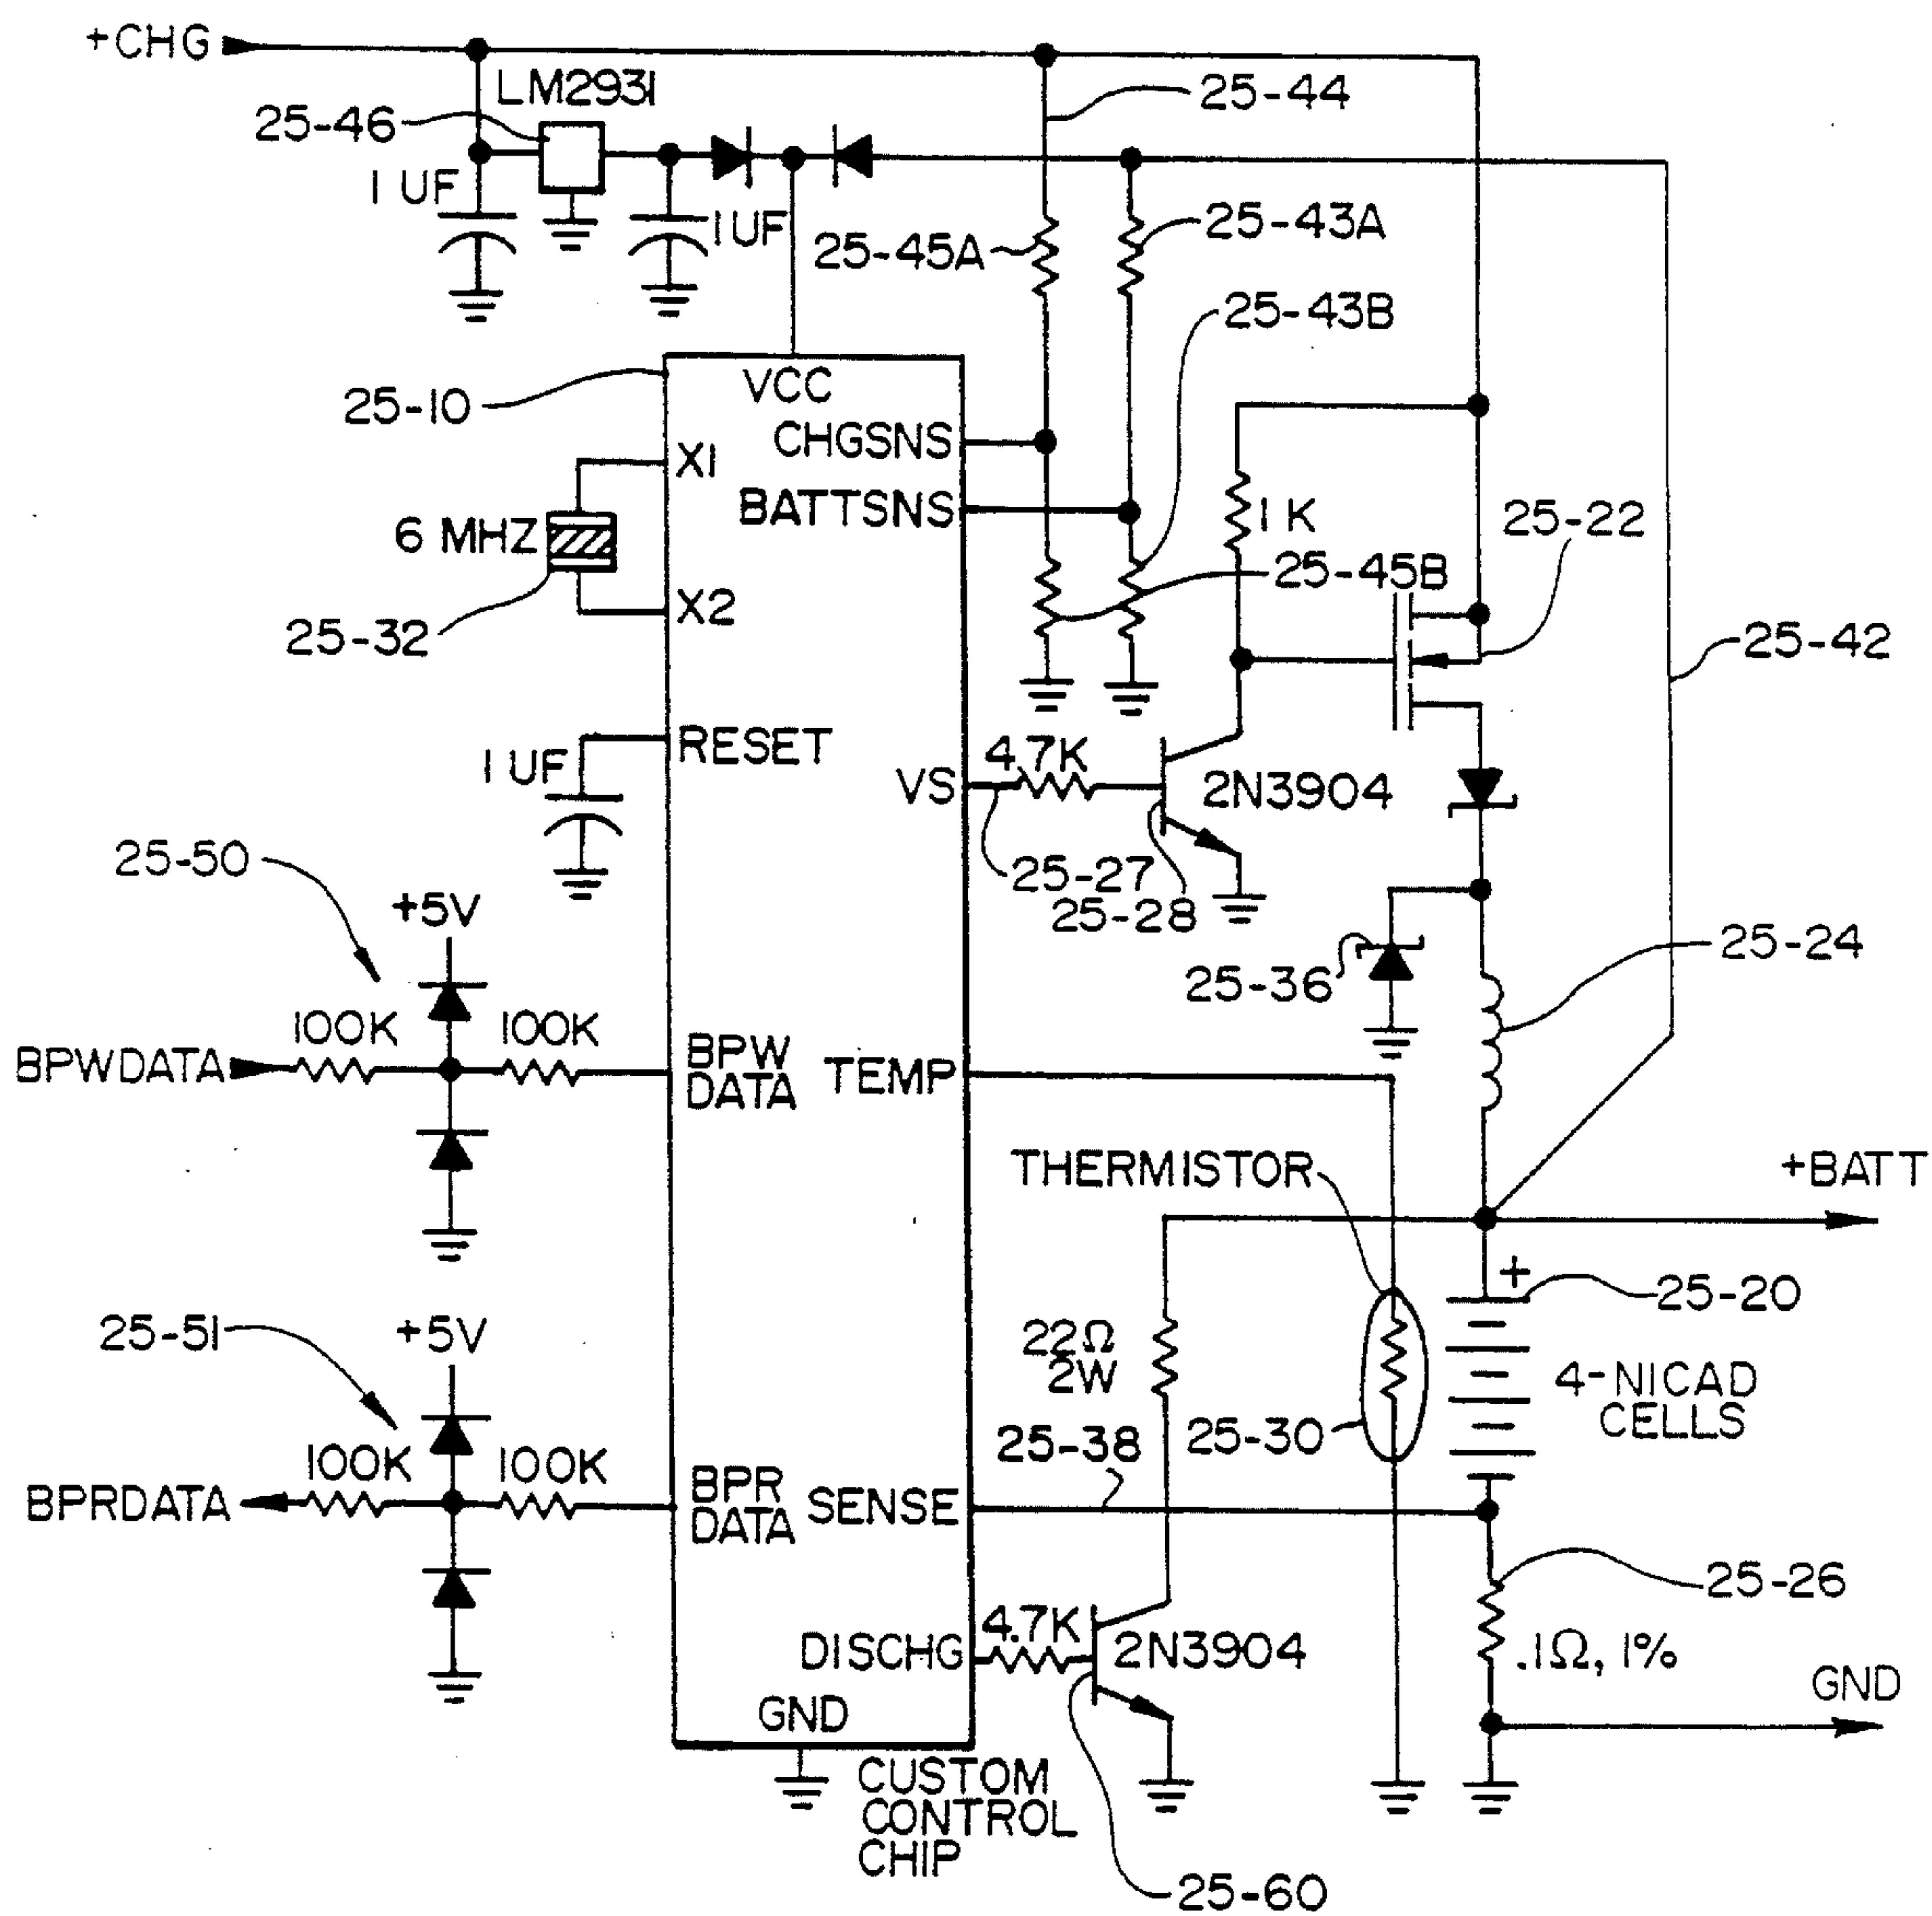 +CHG
LM2931
25-44
25-46
1 UF
1 UF
25-45A
25-43A
25-43B
25-10
VCC
CHGSNS
X1
BATTSNS
6 MHZ
1 K
25-22
25-45B
X2
25-32
25-42
RESET
1 UF
4.7K
VS
2N3904
25-50
25-27
25-28
+5V
25-24
25-36
100K
100K
BPWDATA
BPW
DATA
TEMP
THERMISTOR
+BATT
+
25-20
25-51
+5V
22Ω
2W
4-NICAD
CELLS
25-38
25-30
100K
100K
BPRDATA
BPR
DATA
SENSE
25-26
4.7K
DISCHG
2N3904
.1Ω, 1%
GND
GND
CUSTOM
CONTROL
CHIP
25-60